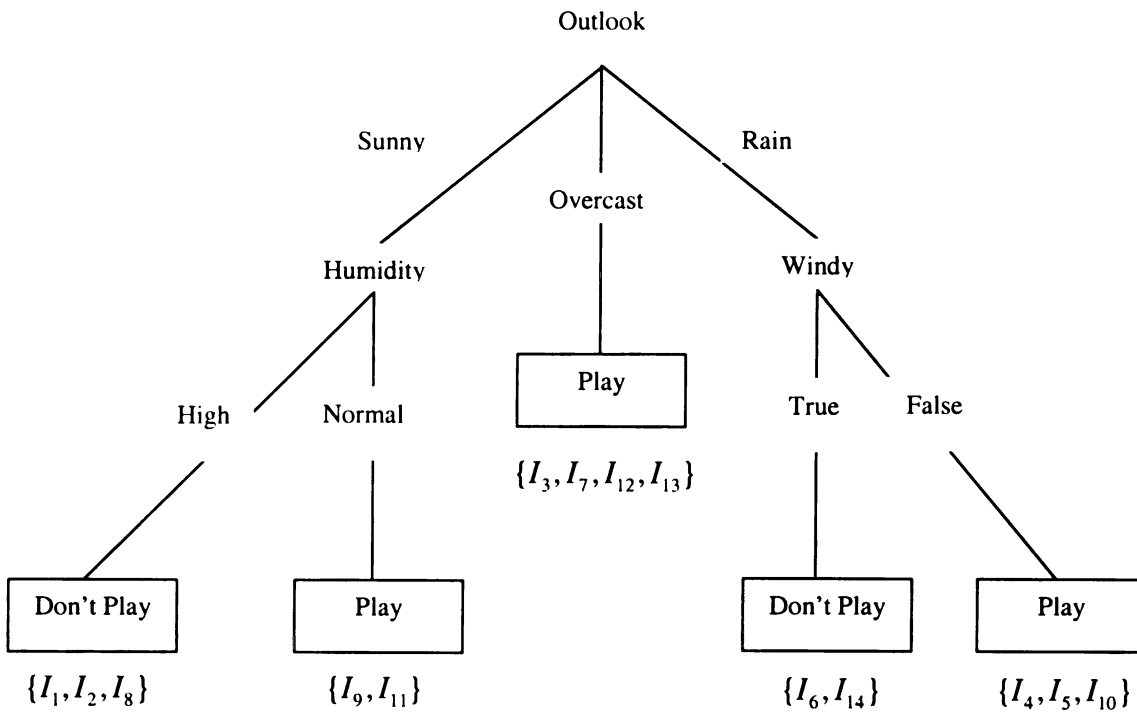 Outlook
Sunny
Rain
Overcast
Humidity
Windy
Play
High
Normal
True
False
{I₃, I₇, I₁₂, I₁₃}
Don't Play
Play
Don't Play
Play
{I₁, I₂, I₈}
{I₉, I₁₁}
{I₆, I₁₄}
{I₄, I₅, I₁₀}